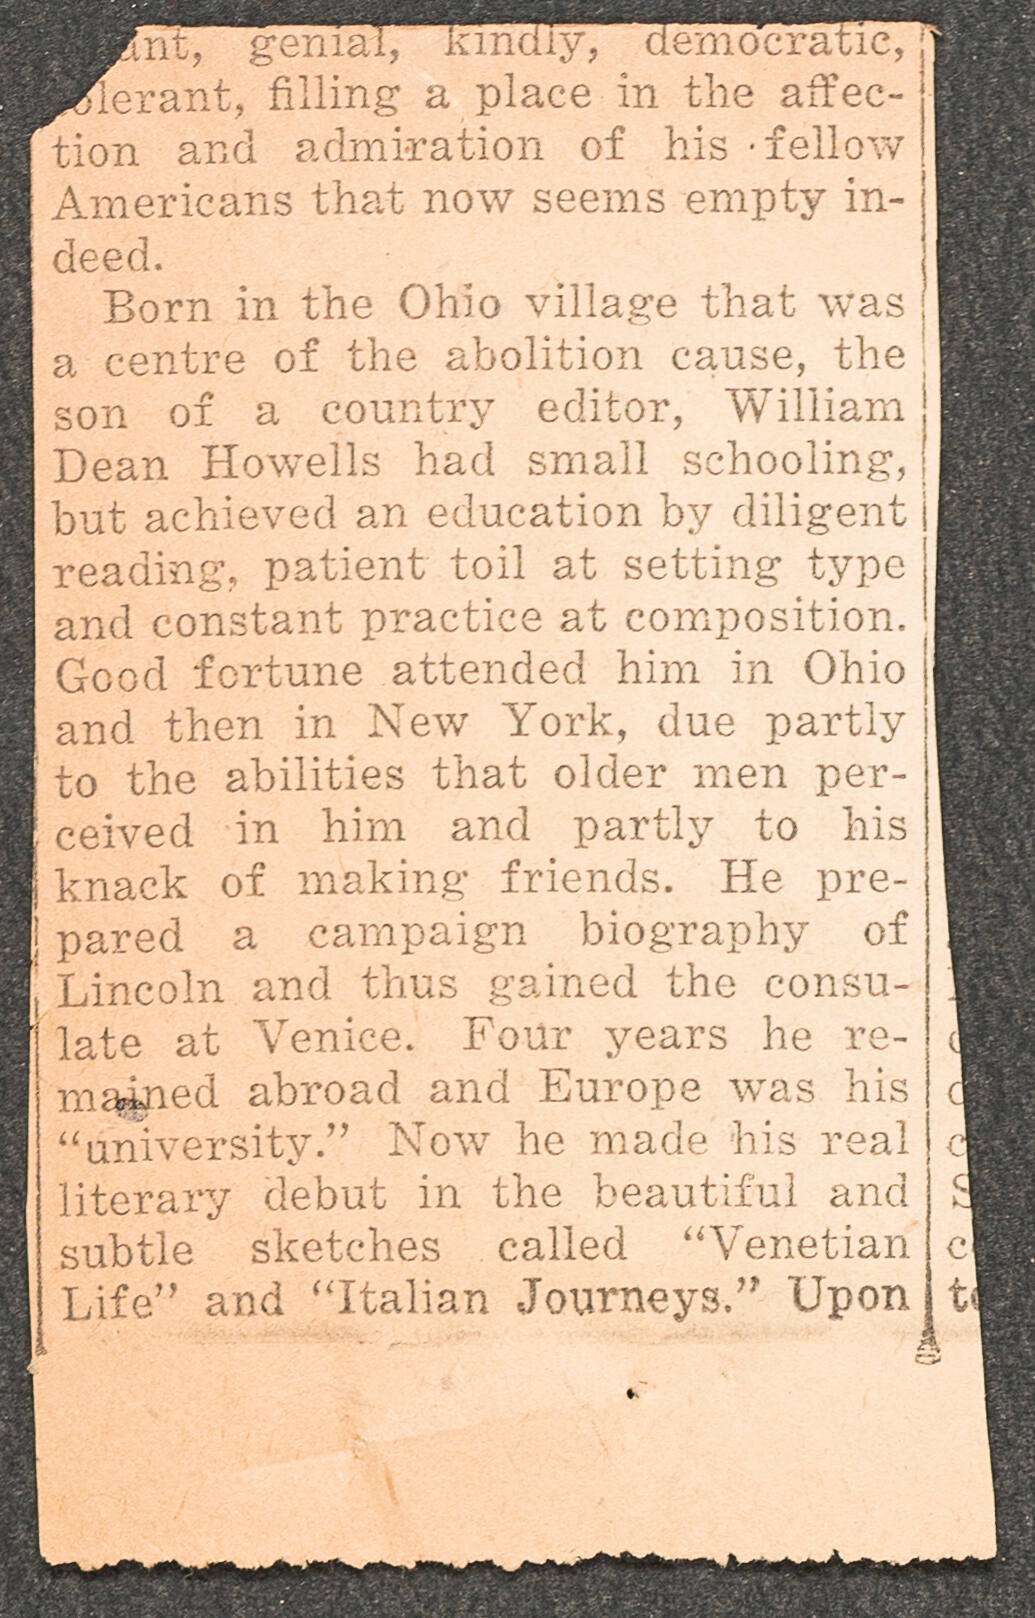 genial, kindly, democratic,
tolerant, filling a place in the affec-
tion and admiration of his fellow
Americans that now seems empty in-
deed.
Born in the Ohio village that was
a centre of the abolition cause, the
son of a country editor, William
Dean Howells had small schooling,
but achieved an education by diligent
reading, patient toil at setting type
and constant practice at composition.
Good fortune attended him in Ohio
and then in New York, due partly
to the abilities that older men per-
ceived in him and partly to his
knack of making friends. He pre-
pared a campaign biography of
Lincoln and thus gained the consu-
late at Venice. Four years he re-
mained abroad and Europe was his
"university." Now he made his real
literary debut in the beautiful and
subtle sketches called "Venetian
Life" and "Italian Journeys." Upon